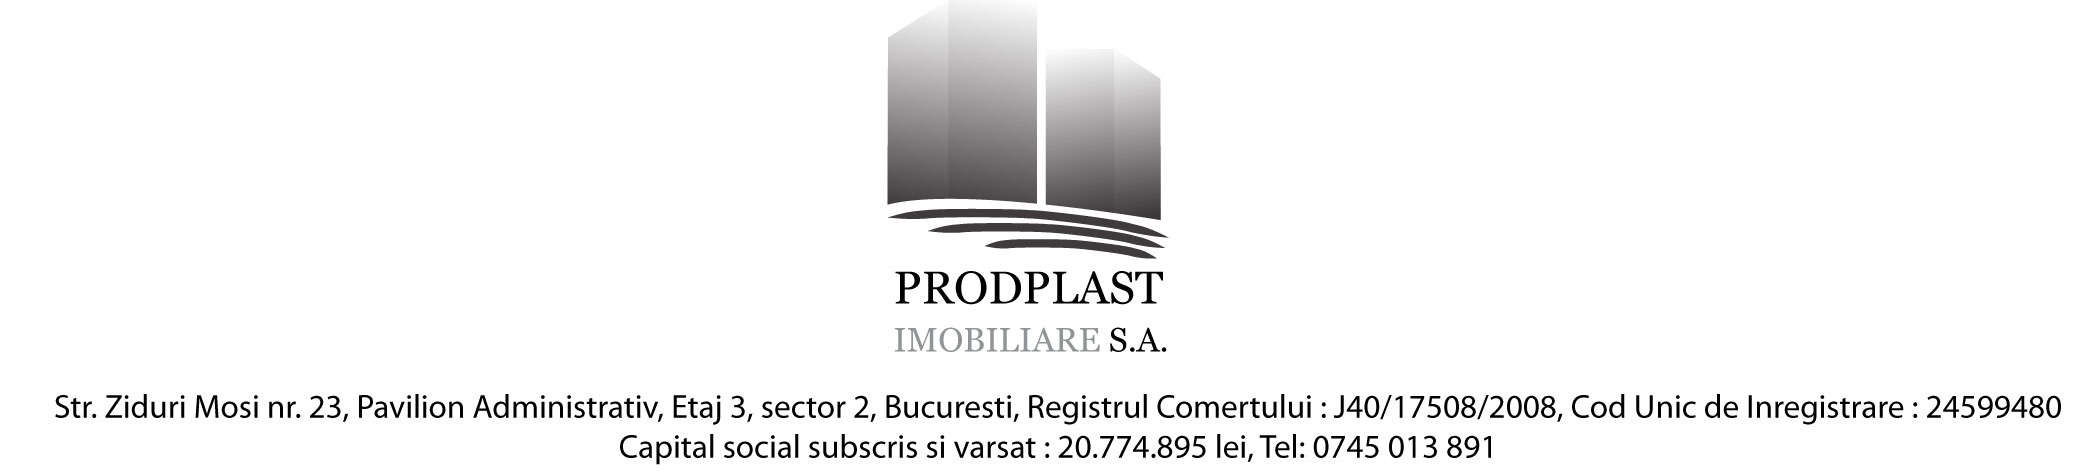 PRODPLAST
IMOBILIARE S.A.
Str. Ziduri Mosi nr. 23, Pavilion Administrativ, Etaj 3, sector 2, Bucuresti, Registrul Comertului : J40/17508/2008, Cod Unic de Inregistrare : 24599480
Capital social subscris si varsat : 20.774.895 lei, Tel: 0745 013 891